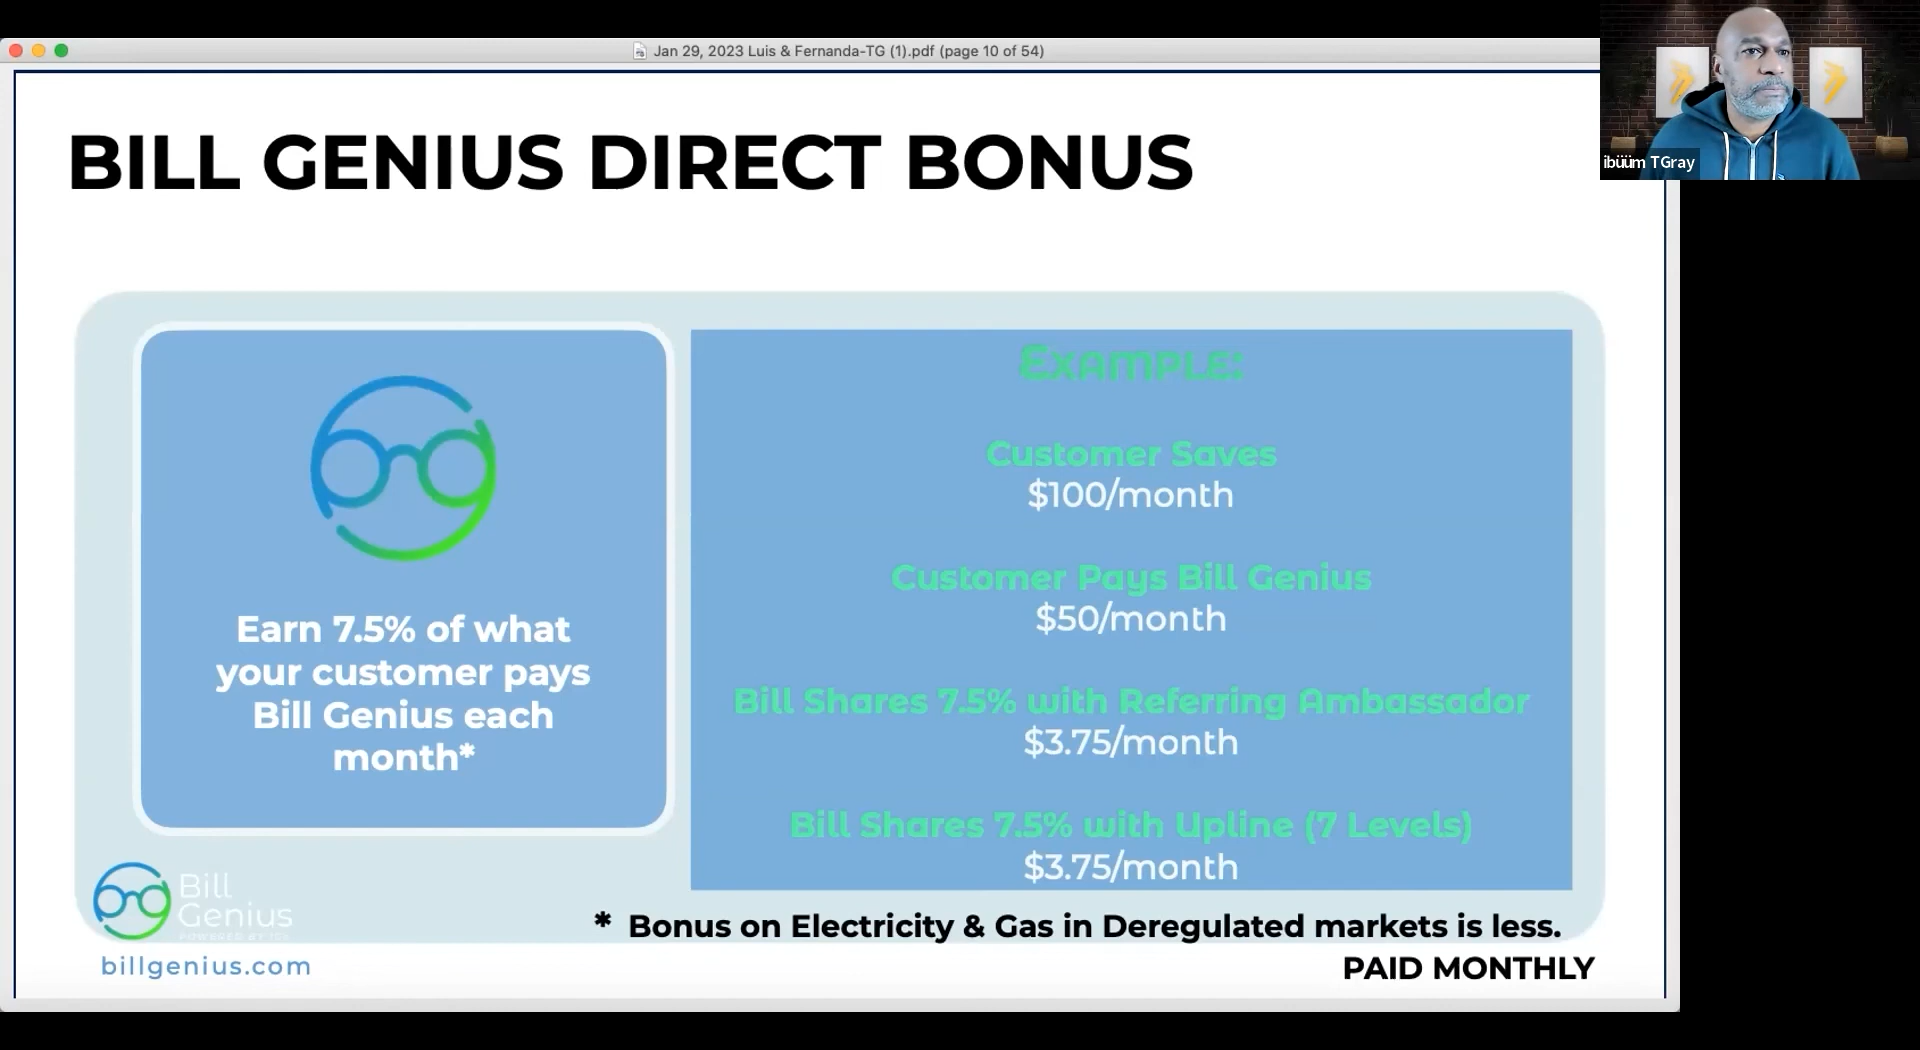 Jan 29, 2023 Luis & Fernanda-TG (1).pdf (page 10 of 54)
ibüüm TGray
BILL GENIUS DIRECT BONUS
Earn 7.5% of what
your customer pays
Bill Genius each
month*
Example:
Customer Saves
$100/month
Customer Pays Bill Genius
$50/month
Bill Shares 7.5% with Referring Ambassador
$3.75/month
Bill Shares 7.5% with Upline (7 Levels)
$3.75/month
Bill
Genius
POWERED BY
* Bonus on Electricity & Gas in Deregulated markets is less.
billgenius.com
PAID MONTHLY